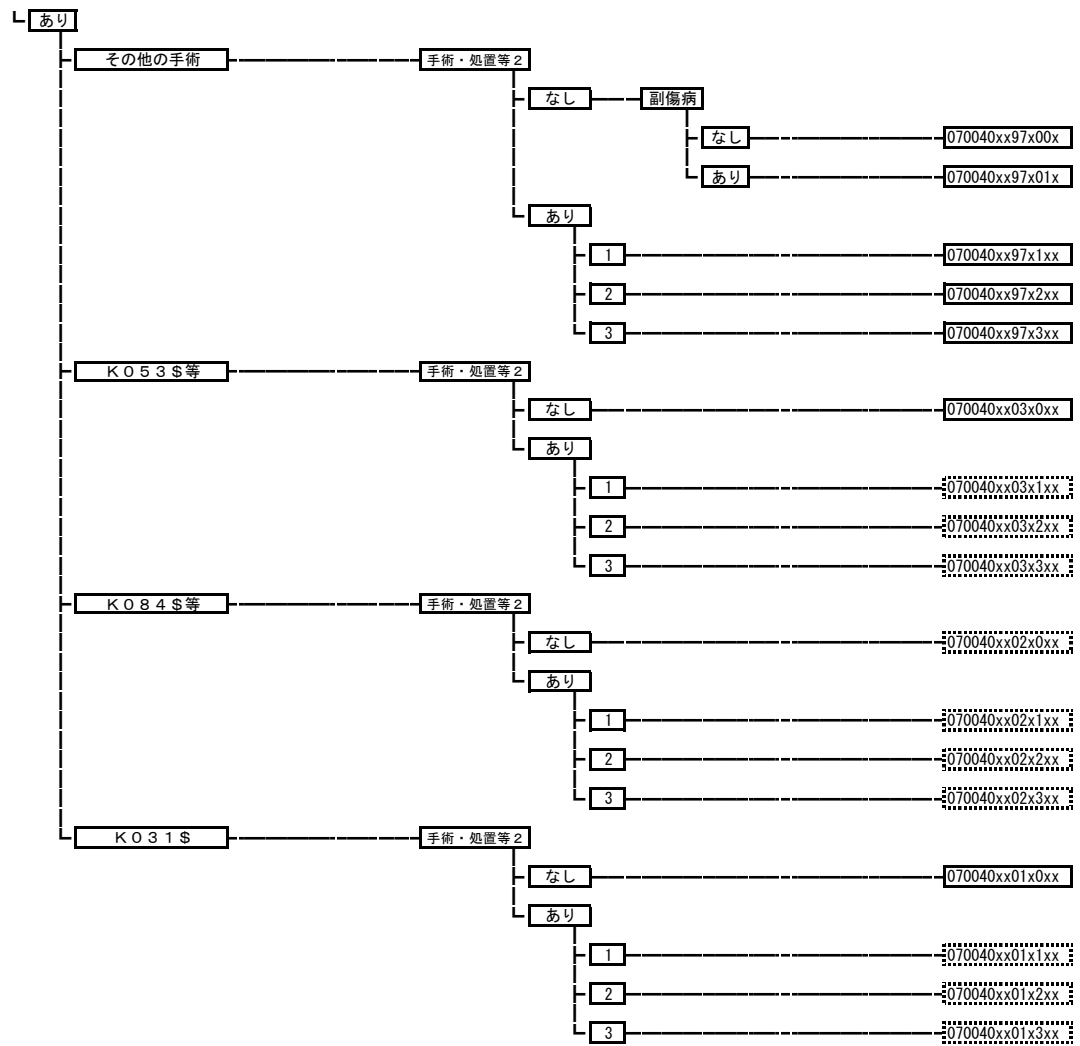 あり
その他の手術 手術・処置等2
なし 副傷病
なし 070040xx97x00x
あり 070040xx97x01x
あり
1 070040xx97x1xx
2 070040xx97x2xx
3 070040xx97x3xx
K053$等 手術・処置等2
なし 070040xx03x0xx
あり
1 070040xx03x1xx
2 070040xx03x2xx
3 070040xx03x3xx
K084$等 手術・処置等2
なし 070040xx02x0xx
あり
1 070040xx02x1xx
2 070040xx02x2xx
3 070040xx02x3xx
K031$ 手術・処置等2
なし 070040xx01x0xx
あり
1 070040xx01x1xx
2 070040xx01x2xx
3 070040xx01x3xx